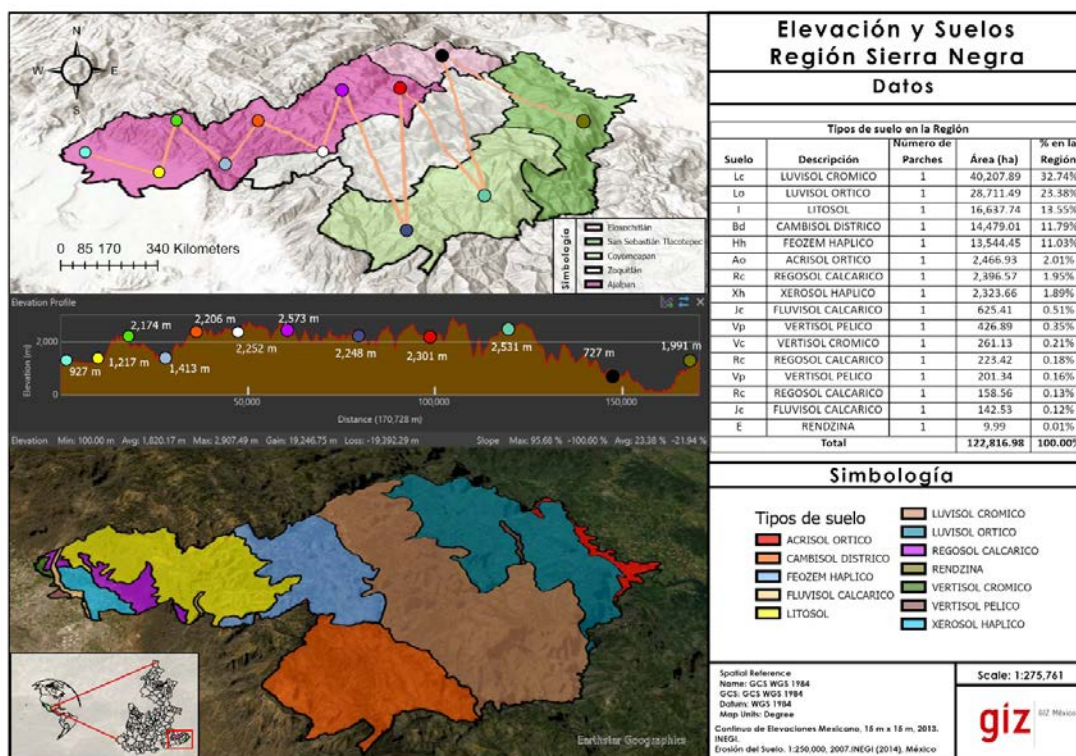 N
W E
S
0 85 170 340 Kilometers
Simbología
Eloxochitlán
San Sebastián Tlacotepec
Coyomeapan
Zoquitlán
Ajalpan
Elevation Profile
Elevation (m)
2,000
0
927 m
1,217 m
2,174 m
1,413 m
2,206 m
2,252 m
2,573 m
2,248 m
2,301 m
2,531 m
727 m
1,991 m
50,000 100,000 150,000
Distance (170,728 m)
Elevation Min: 100.00 m Avg: 1,820.17 m Max: 2,907.49 m Gain: 19,246.75 m Loss: -19,392.29 m Slope Max: 95.68 % -100.60 % Avg: 23.38 % -21.94 %
Earthstar Geographics
Elevación y Suelos
Región Sierra Negra
Datos
Tipos de suelo en la Región
Suelo Descripción Número de Parches Área (ha) % en la Región
Lc LUVISOL CROMICO 1 40,207.89 32.74%
Lo LUVISOL ORTICO 1 28,711.49 23.38%
I LITOSOL 1 16,637.74 13.55%
Bd CAMBISOL DISTRICO 1 14,479.01 11.79%
Hh FEOZEM HAPLICO 1 13,544.45 11.03%
Ao ACRISOL ORTICO 1 2,466.93 2.01%
Rc REGOSOL CALCARICO 1 2,396.57 1.95%
Xh XEROSOL HAPLICO 1 2,323.66 1.89%
Jc FLUVISOL CALCARICO 1 625.41 0.51%
Vp VERTISOL PELICO 1 426.89 0.35%
Vc VERTISOL CROMICO 1 261.13 0.21%
Rc REGOSOL CALCARICO 1 223.42 0.18%
Vp VERTISOL PELICO 1 201.34 0.16%
Rc REGOSOL CALCARICO 1 158.56 0.13%
Jc FLUVISOL CALCARICO 1 142.53 0.12%
E RENDZINA 1 9.99 0.01%
Total 122,816.98 100.00%
Simbología
Tipos de suelo
ACRISOL ORTICO
CAMBISOL DISTRICO
FEOZEM HAPLICO
FLUVISOL CALCARICO
LITOSOL
LUVISOL CROMICO
LUVISOL ORTICO
REGOSOL CALCARICO
RENDZINA
VERTISOL CROMICO
VERTISOL PELICO
XEROSOL HAPLICO
Spatial Reference
Name: GCS WGS 1984
GCS: GCS WGS 1984
Datum: WGS 1984
Map Units: Degree
Continuo de Elevaciones Mexicano, 15 m x 15 m, 2013.
INEGI.
Erosión del Suelo. 1:250,000, 2007.INEGI (2014). México
Scale: 1:275,761
giz
GIZ México